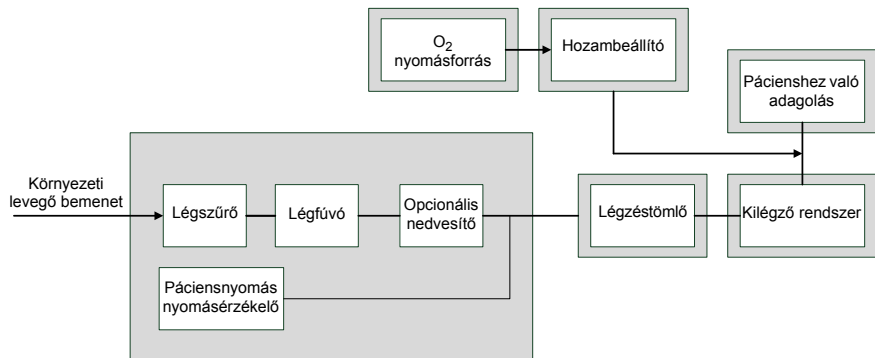 O2
nyomásforrás
Hozambeállító
Pácienshez való
adagolás
Környezeti
levegő bemenet
Légszűrő
Légfúvó
Opcionális
nedvesítő
Légzéstömlő
Kilégző rendszer
Páciensnyomás
nyomásérzékelő